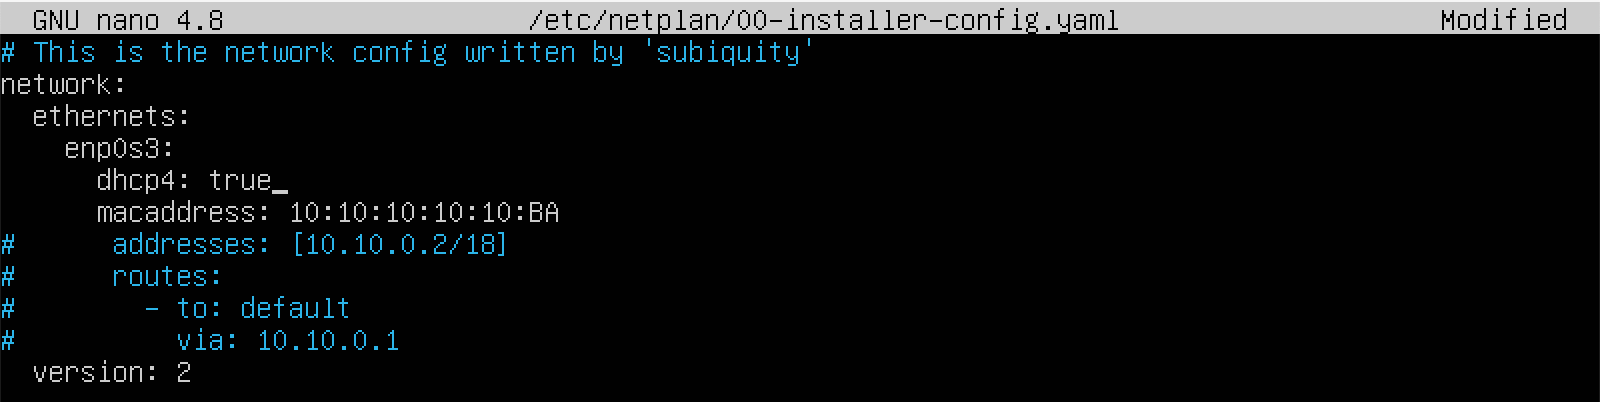 GNU nano 4.8 /etc/netplan/00-installer-config.yaml Modified
# This is the network config written by 'subiquity'
network:
  ethernets:
    enp0s3:
      dhcp4: true_
      macaddress: 10:10:10:10:10:BA
#      addresses: [10.10.0.2/18]
#      routes:
#        - to: default
#          via: 10.10.0.1
  version: 2